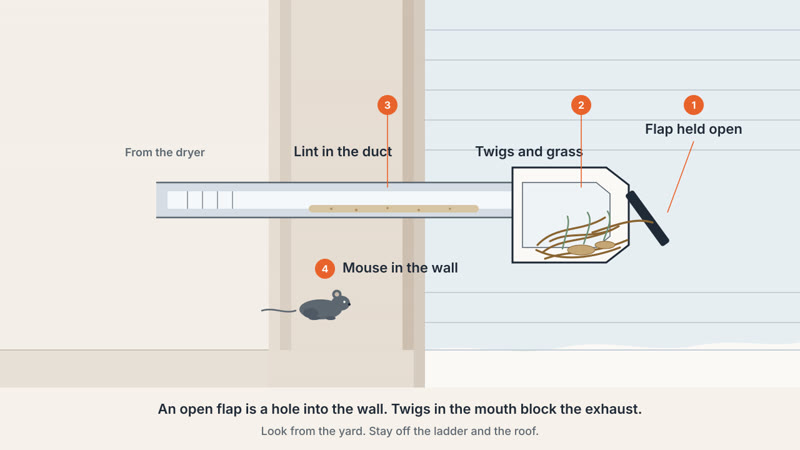 3
2
1
Flap held open
From the dryer
Lint in the duct
Twigs and grass
4 Mouse in the wall
An open flap is a hole into the wall. Twigs in the mouth block the exhaust.
Look from the yard. Stay off the ladder and the roof.